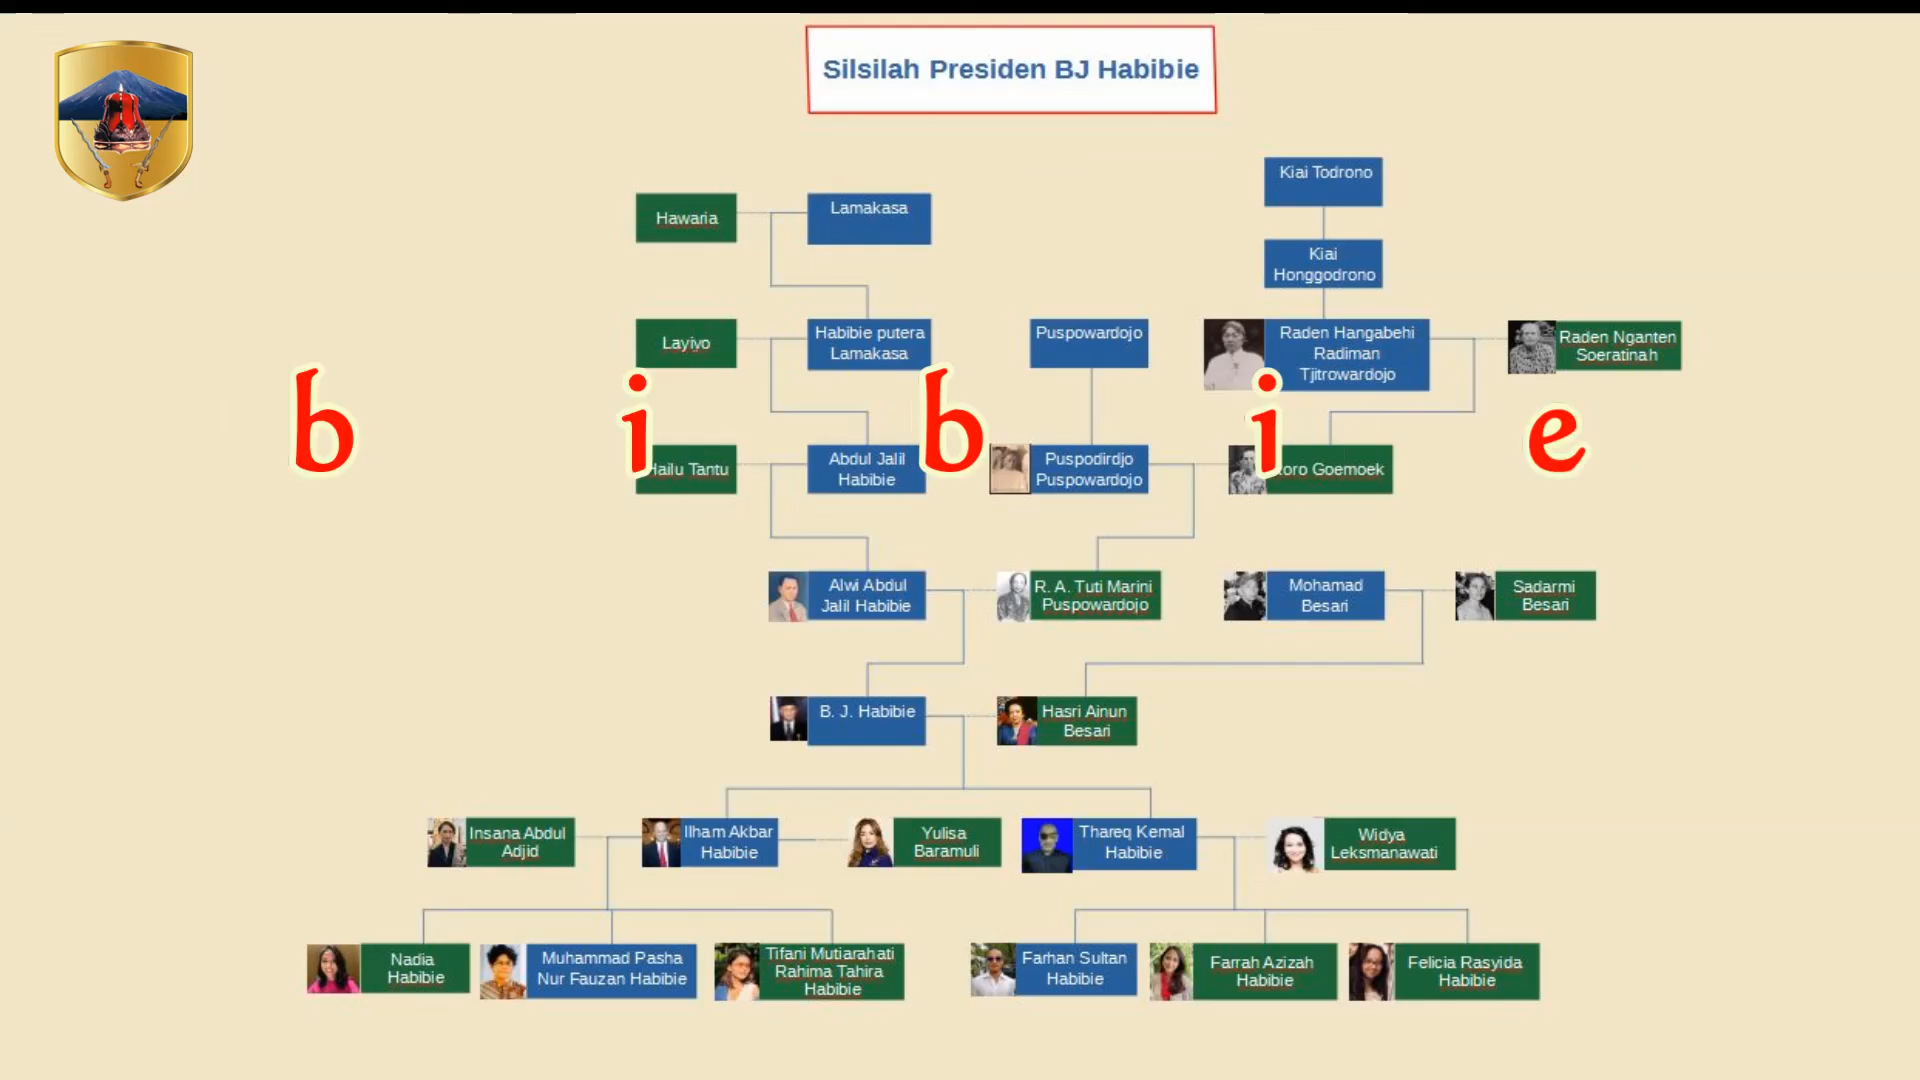 Silsilah Presiden BJ Habibie
Kiai Todrono
Hawaria
Lamakasa
Kiai
Honggodrono
Layiyo
Habibie putera
Lamakasa
Puspowardojo
Raden Hangabehi
Radiman
Tjitrowardojo
Raden Nganten
Soeratinah
b i b i e
Hailu Tantu
Abdul Jalil
Habibie
Puspodirdjo
Puspowardojo
Goemoek
Alwi Abdul
Jalil Habibie
R. A. Tuti Marini
Puspowardojo
Mohamad
Besari
Sadarmi
Besari
B. J. Habibie
Hasri Ainun
Besari
Insana Abdul
Adjid
Ilham Akbar
Habibie
Yulisa
Baramuli
Thareq Kemal
Habibie
Widya
Leksmanawati
Nadia
Habibie
Muhammad Pasha
Nur Fauzan Habibie
Tifani Mutiarahati
Rahima Tahira
Habibie
Farhan Sultan
Habibie
Farrah Azizah
Habibie
Felicia Rasyida
Habibie